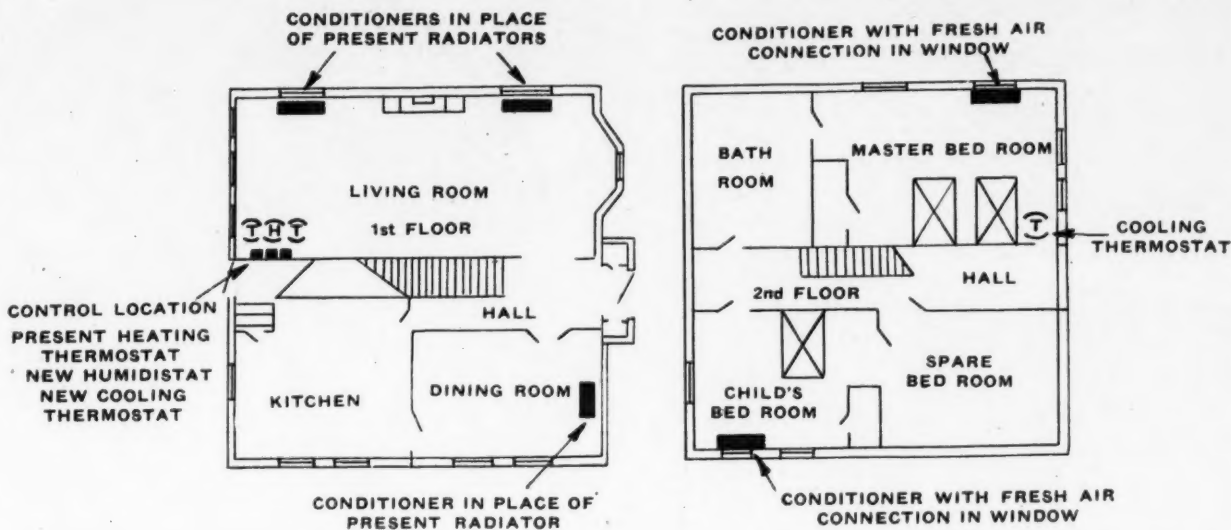 CONDITIONERS IN PLACE
OF PRESENT RADIATORS
LIVING ROOM
1st FLOOR
T H T
CONTROL LOCATION
PRESENT HEATING
THERMOSTAT
NEW HUMIDISTAT
NEW COOLING
THERMOSTAT
HALL
KITCHEN
DINING ROOM
CONDITIONER IN PLACE OF
PRESENT RADIATOR
CONDITIONER WITH FRESH AIR
CONNECTION IN WINDOW
BATH
ROOM
MASTER BED ROOM
T
COOLING
THERMOSTAT
HALL
2nd FLOOR
SPARE
BED ROOM
CHILD'S
BED ROOM
CONDITIONER WITH FRESH AIR
CONNECTION IN WINDOW